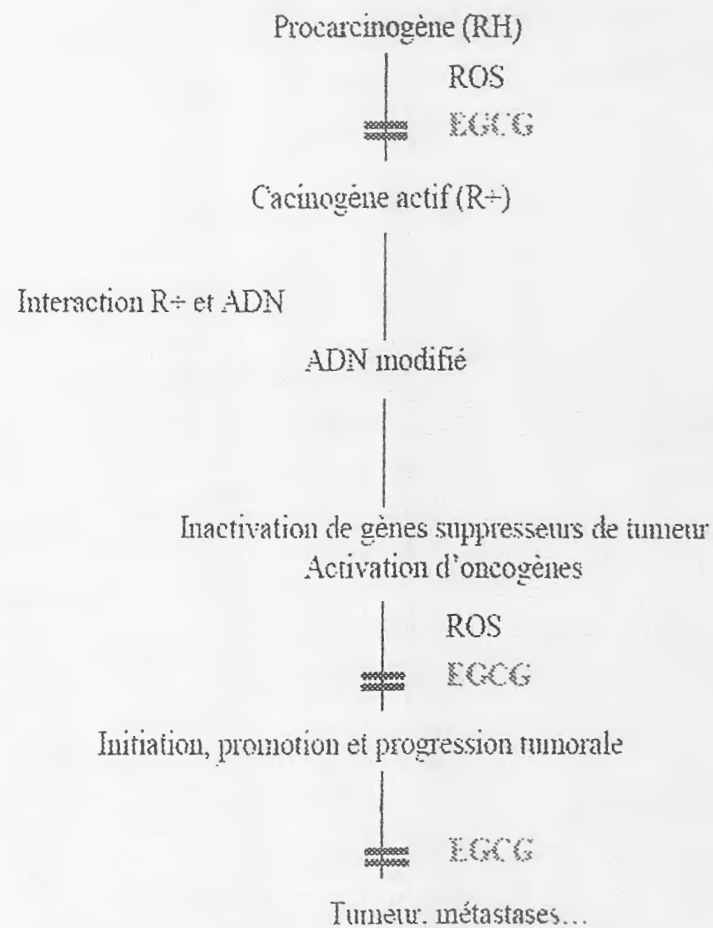 Procarcinogène (RH)
ROS
EGCG
Cacinogène actif (R+)
Interaction R+ et ADN
ADN modifié
Inactivation de gènes suppresseurs de tumeur
Activation d'oncogènes
ROS
EGCG
Initiation, promotion et progression tumorale
EGCG
Tumeur, métastases...